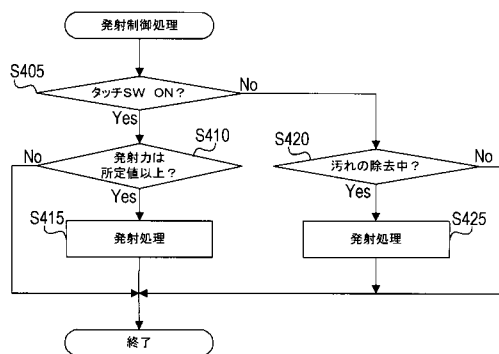 発射制御処理
S405
タッチSW ON?
No
Yes
S410
発射力は
所定値以上?
No
Yes
S420
汚れの除去中?
No
Yes
S415
発射処理
S425
発射処理
終了